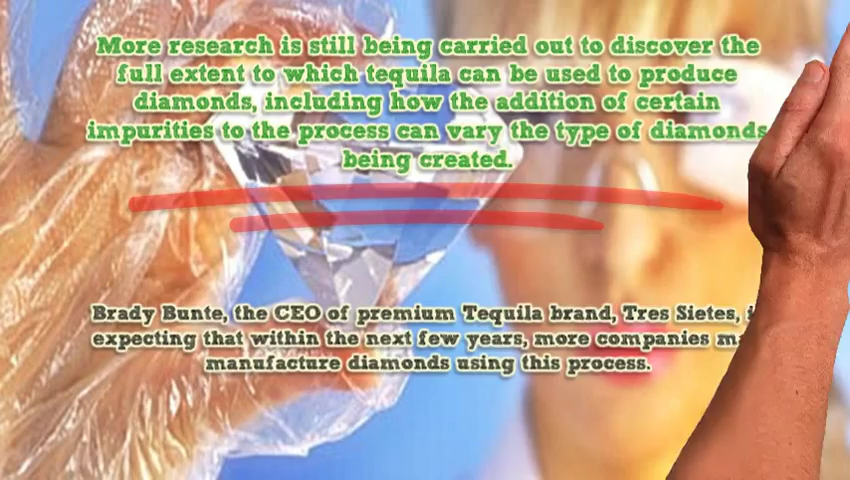 More research is still being carried out to discover the
full extent to which tequila can be used to produce
diamonds, including how the addition of certain
impurities to the process can vary the type of diamonds
being created.
Brady Bunte, the CEO of premium Tequila brand, Tres Sietes,
expecting that within the next few years, more companies
manufacture diamonds using this process.